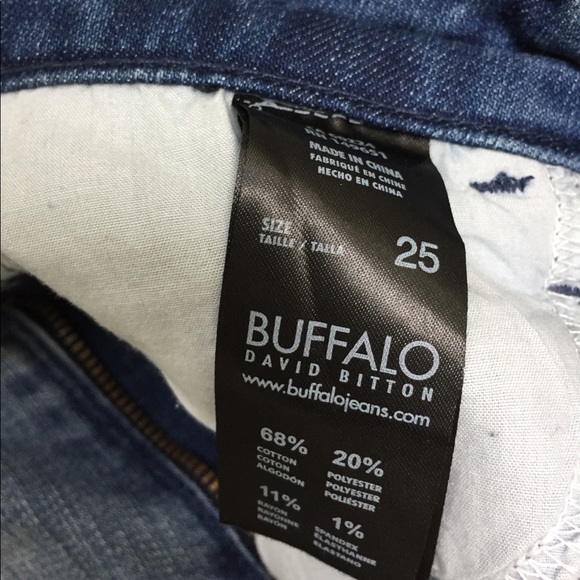 MADE IN CHINA
FABRIQUÉ EN CHINE
HECHO EN CHINA
SIZE
TAILLE / TALLA
25
BUFFALO
DAVID BITTON
www.buffalojeans.com
68%
COTTON
COTON
ALGODÓN
20%
POLYESTER
POLYESTER
POLIÉSTER
11%
RAYON
RAYONNE
RAYÓN
1%
SPANDEX
ÉLASTHANNE
ELASTANO